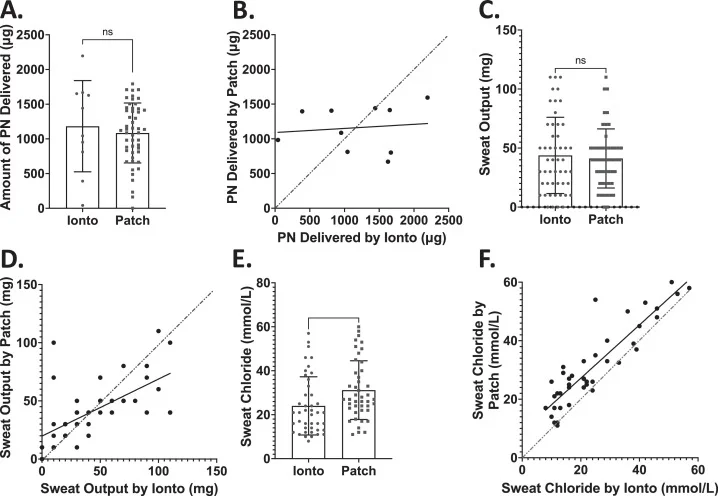 A.
Amount of PN Delivered (µg)
2500
2000
1500
1000
500
0
ns
Ionto Patch
B.
PN Delivered by Patch (µg)
2500
2000
1500
1000
500
0
0 500 1000 1500 2000 2500
PN Delivered by Ionto (µg)
C.
Sweat Output (mg)
150
100
50
0
ns
Ionto Patch
D.
Sweat Output by Patch (mg)
150
100
50
0
0 50 100 150
Sweat Output by Ionto (mg)
E.
Sweat Chloride (mmol/L)
80
60
40
20
0
Ionto Patch
F.
Sweat Chloride by
Patch (mmol/L)
60
40
20
0
0 20 40 60
Sweat Chloride by Ionto (mmol/L)